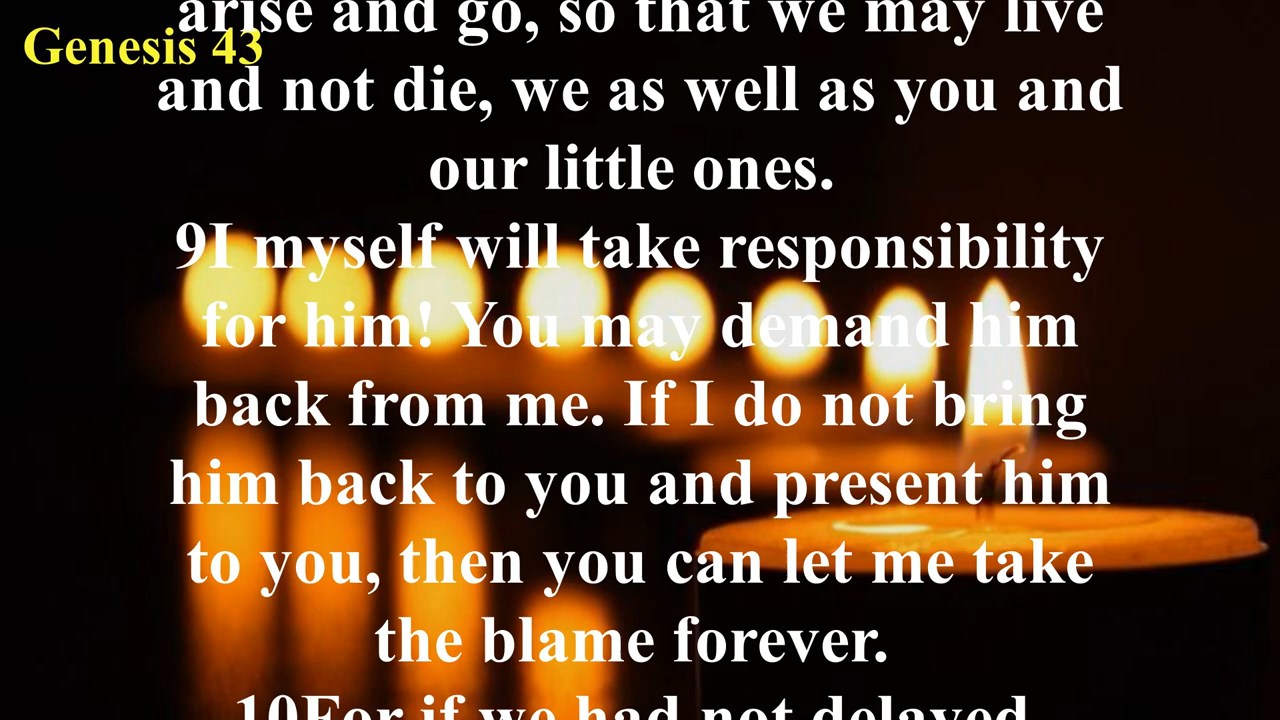 Genesis 43
arise and go, so that we may live
and not die, we as well as you and
our little ones.
9I myself will take responsibility
for him! You may demand him
back from me. If I do not bring
him back to you and present him
to you, then you can let me take
the blame forever.
10For if we had not delayed